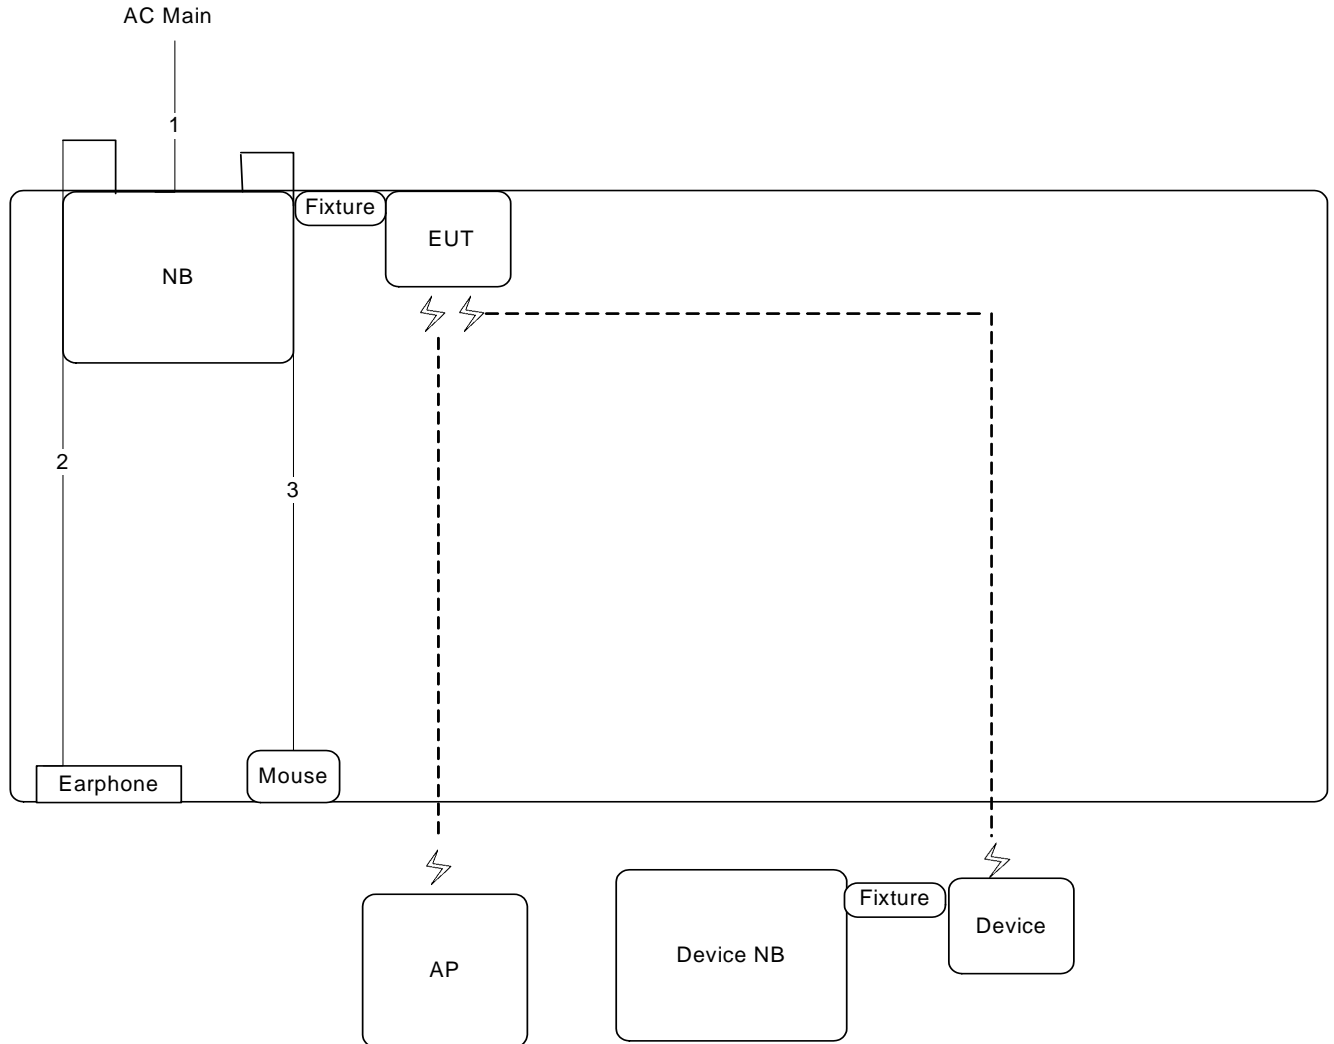 AC Main
1
Fixture
EUT
NB
2
3
Mouse
Earphone
Fixture
Device
Device NB
AP